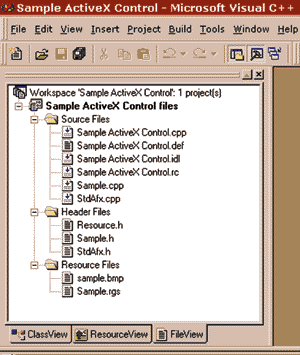 Sample ActiveX Control - Microsoft Visual C++
File Edit View Insert Project Build Tools Window Help
Workspace 'Sample ActiveX Control': 1 project(s)
Sample ActiveX Control files
Source Files
Sample ActiveX Control.cpp
Sample ActiveX Control.def
Sample ActiveX Control.idl
Sample ActiveX Control.rc
Sample.cpp
StdAfx.cpp
Header Files
Resource.h
Sample.h
StdAfx.h
Resource Files
sample.bmp
Sample.rgs
ClassView ResourceView FileView